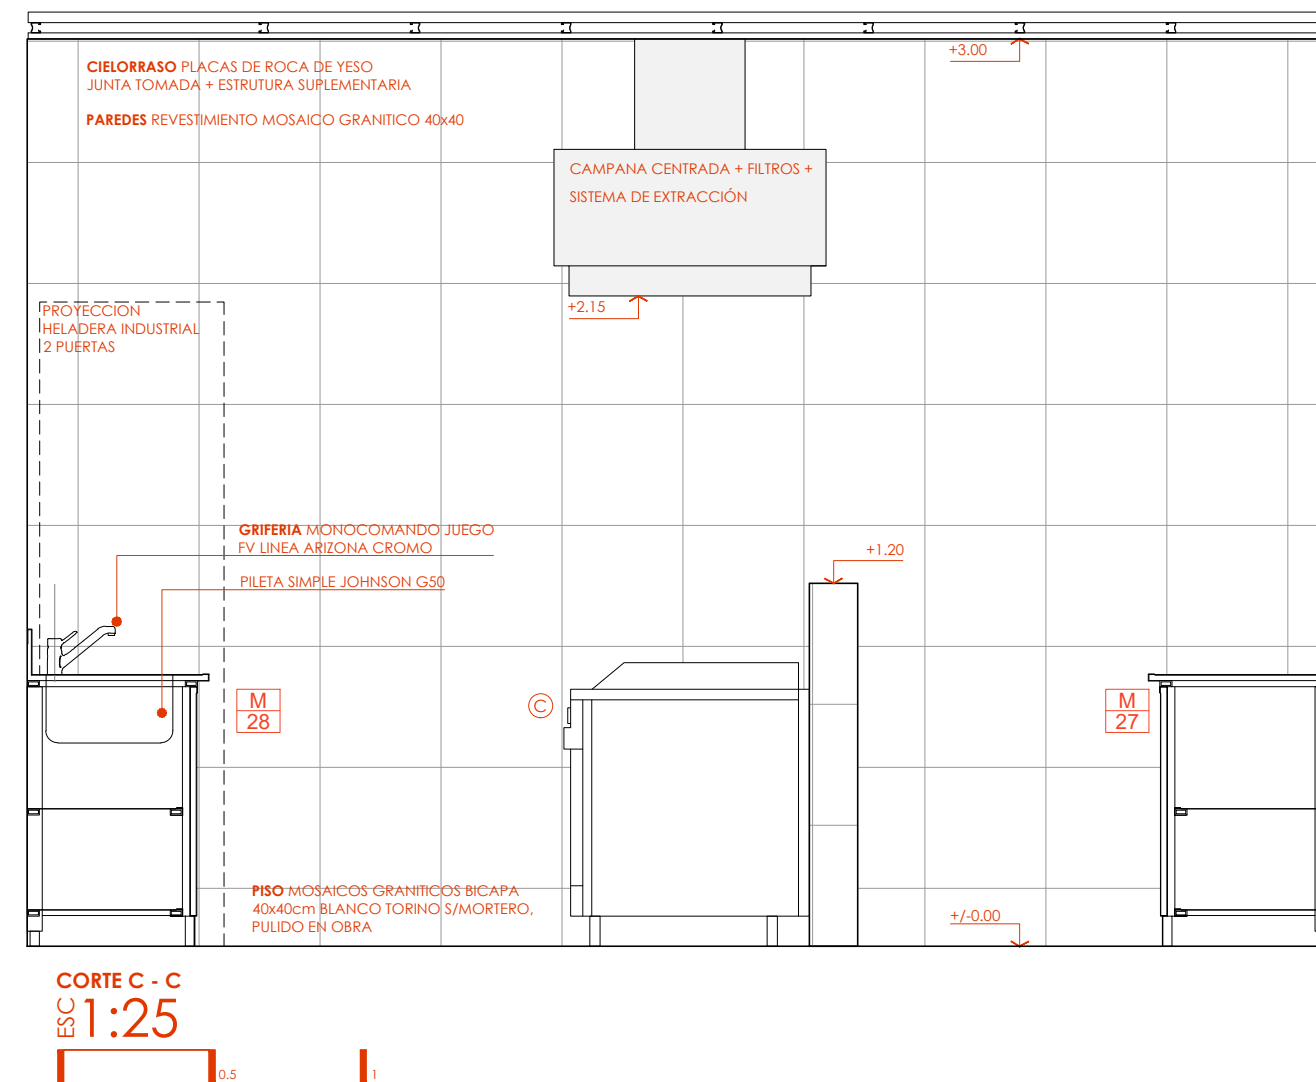 +3.00
CIELORRASO PLACAS DE ROCA DE YESO
JUNTA TOMADA + ESTRUTURA SUPLEMENTARIA
PAREDES REVESTIMIENTO MOSAICO GRANITICO 40x40
CAMPANA CENTRADA + FILTROS +
SISTEMA DE EXTRACCIÓN
+2.15
PROYECCION
HELADERA INDUSTRIAL
2 PUERTAS
GRIFERIA MONOCOMANDO JUEGO
FV LINEA ARIZONA CROMO
PILETA SIMPLE JOHNSON G50
+1.20
M
28
C
M
27
PISO MOSAICOS GRANITICOS BICAPA
40x40cm BLANCO TORINO S/MORTERO,
PULIDO EN OBRA
+/-0.00
CORTE C - C
ESC 1:25
0.5
1